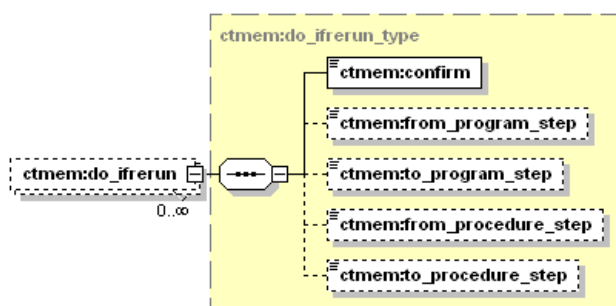 ctmem:do_ifrerun_type
ctmem:confirm
ctmem:from_program_step
ctmem:do_ifrerun
ctmem:to_program_step
0..∞
ctmem:from_procedure_step
ctmem:to_procedure_step